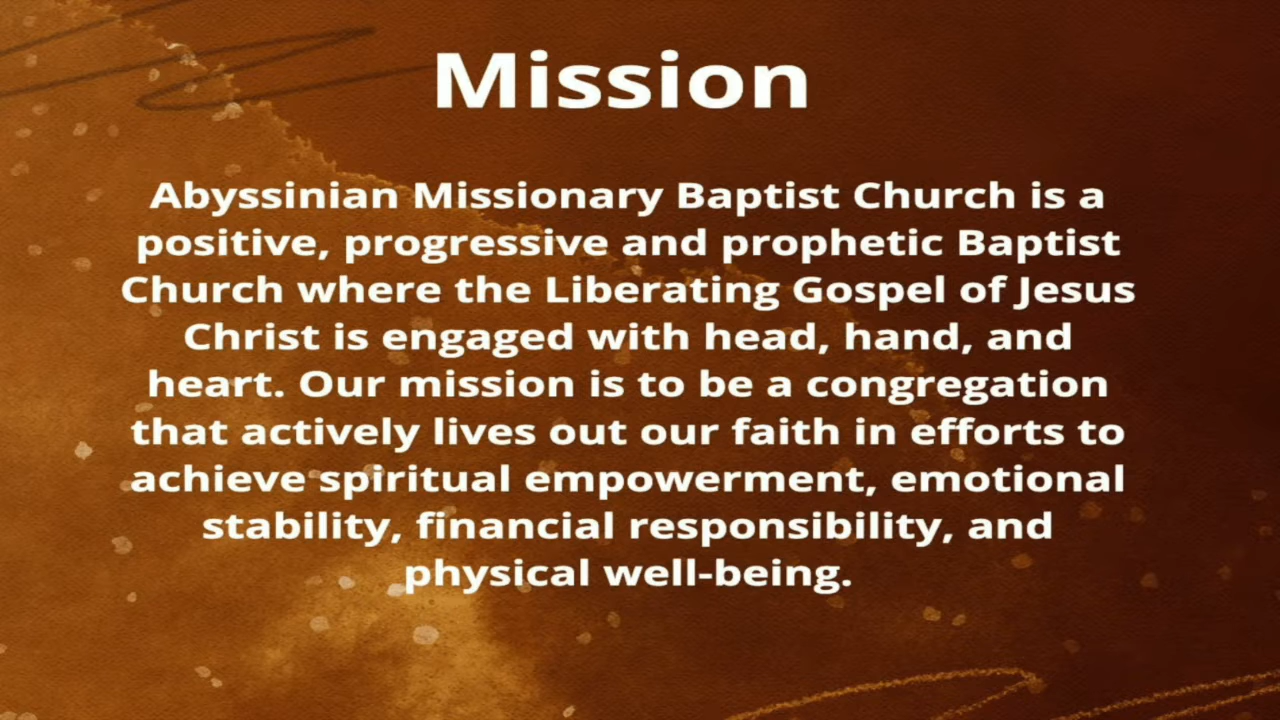 Mission
Abyssinian Missionary Baptist Church is a
positive, progressive and prophetic Baptist
Church where the Liberating Gospel of Jesus
Christ is engaged with head, hand, and
heart. Our mission is to be a congregation
that actively lives out our faith in efforts to
achieve spiritual empowerment, emotional
stability, financial responsibility, and
physical well-being.